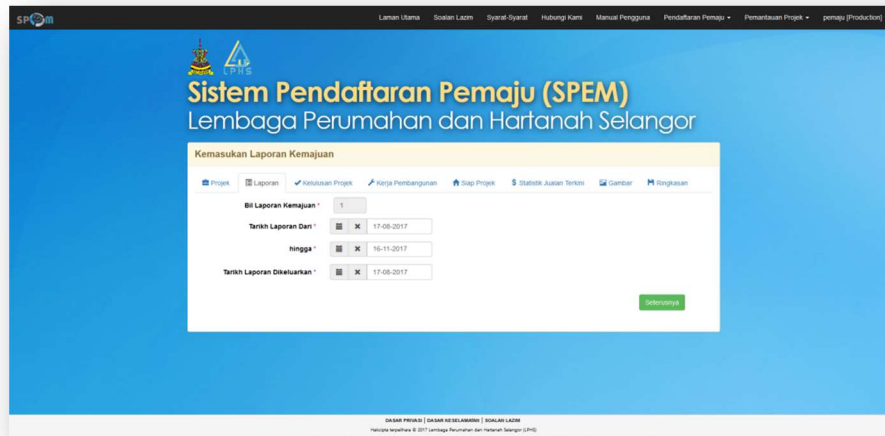 SPEM
Laman Utama Soalan Lazim Syarat-Syarat Hubungi Kami Manual Pengguna Pendaftaran Pemaju Pemantauan Projek pemaju [Production]
LPHS
Sistem Pendaftaran Pemaju (SPEM)
Lembaga Perumahan dan Hartanah Selangor
Kemasukan Laporan Kemajuan
Projek Laporan Kelulusan Projek Kerja Pembangunan Siap Projek $ Statistik Jualan Terkini Gambar Ringkasan
Bil Laporan Kemajuan * 1
Tarikh Laporan Dari * 17-08-2017
hingga * 16-11-2017
Tarikh Laporan Dikeluarkan * 17-08-2017
Seterusnya
DASAR PRIVASI | DASAR KESELAMATAN | SOALAN LAZIM
Hakcipta terpelihara © 2017 Lembaga Perumahan dan Hartanah Selangor (LPHS)